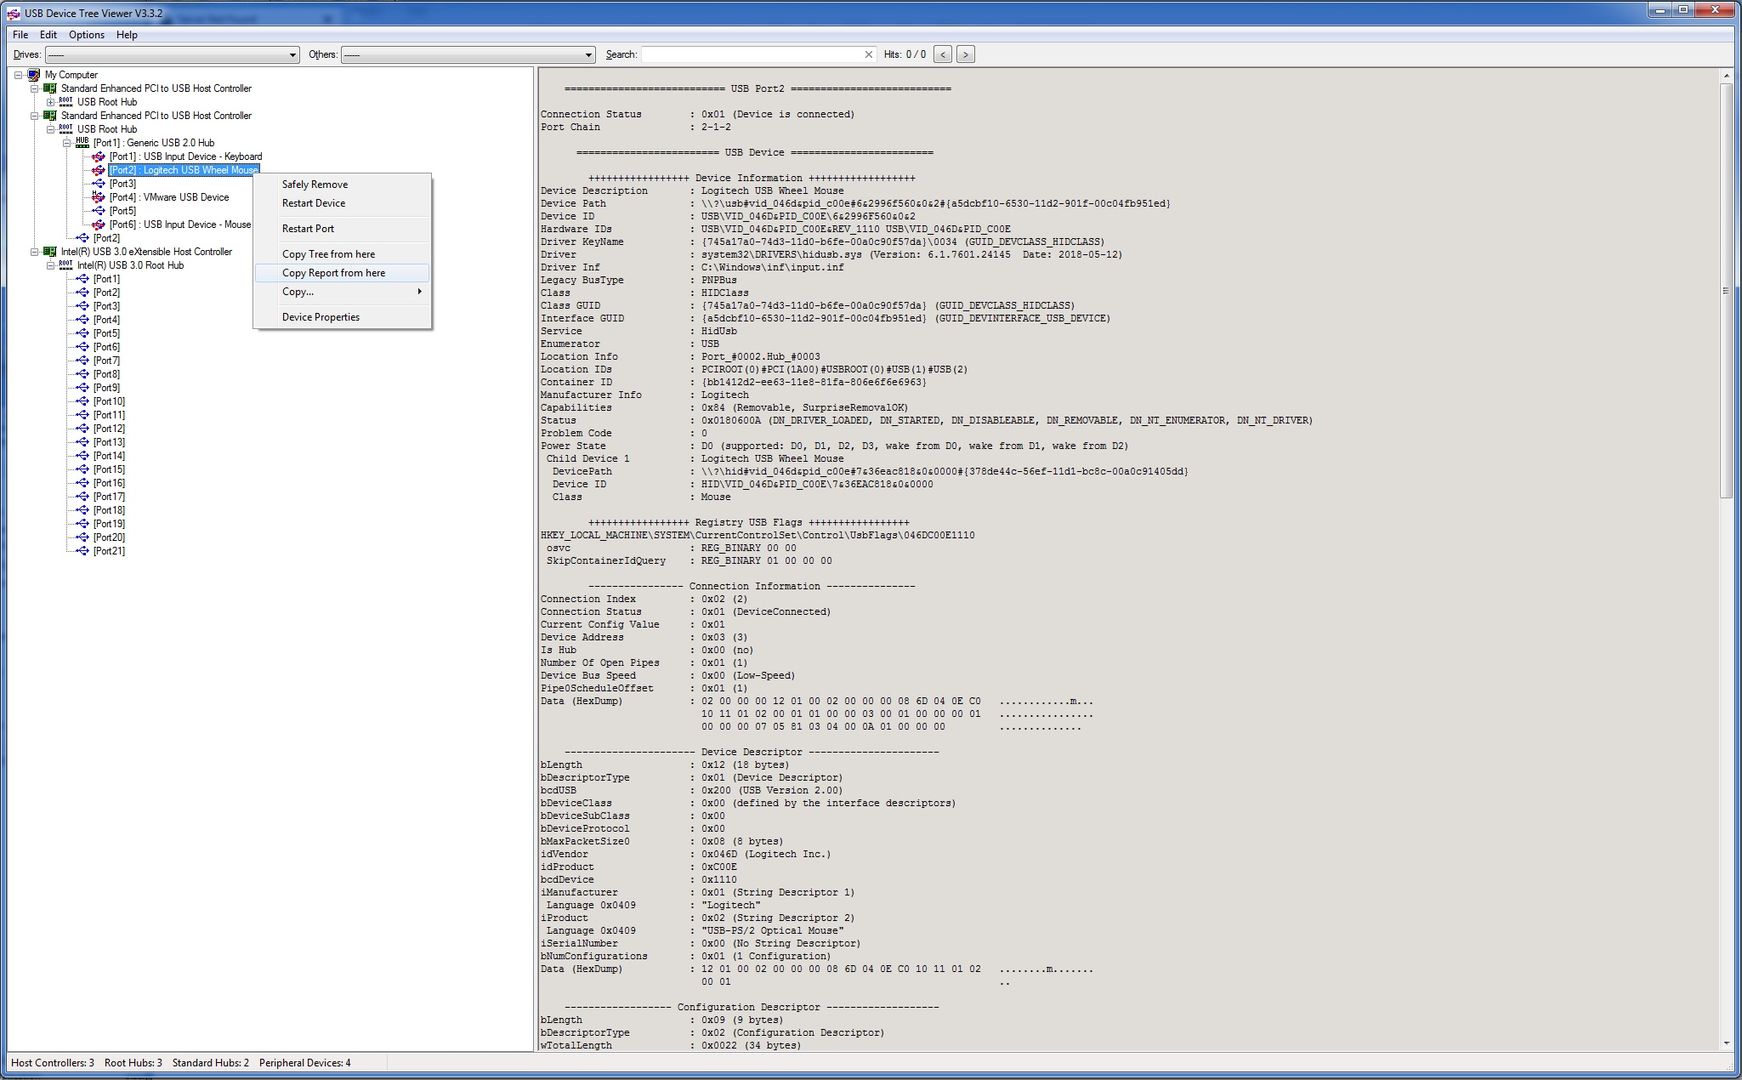 USB Device Tree Viewer V3.3.2
File Edit Options Help
Drives: ----- Others: ----- Search: Hits: 0 / 0 < >
My Computer
Standard Enhanced PCI to USB Host Controller
USB Root Hub
Standard Enhanced PCI to USB Host Controller
USB Root Hub
[Port1] : Generic USB 2.0 Hub
[Port1] : USB Input Device - Keyboard
[Port2] : Logitech USB Wheel Mouse
[Port3]
[Port4] : VMware USB Device
[Port5]
[Port6] : USB Input Device - Mouse
[Port2]
Intel(R) USB 3.0 eXtensible Host Controller
Intel(R) USB 3.0 Root Hub
[Port1]
[Port2]
[Port3]
[Port4]
[Port5]
[Port6]
[Port7]
[Port8]
[Port9]
[Port10]
[Port11]
[Port12]
[Port13]
[Port14]
[Port15]
[Port16]
[Port17]
[Port18]
[Port19]
[Port20]
[Port21]
Safely Remove
Restart Device
Restart Port
Copy Tree from here
Copy Report from here
Copy...
Device Properties
=========================== USB Port2 ===========================
Connection Status : 0x01 (Device is connected)
Port Chain : 2-1-2
======================== USB Device ========================
+++++++++++++++++ Device Information ++++++++++++++++++
Device Description : Logitech USB Wheel Mouse
Device Path : \\?\usb#vid_046d&pid_c00e#6&2996f560&0&2#{a5dcbf10-6530-11d2-901f-00c04fb951ed}
Device ID : USB\VID_046D&PID_C00E\6&2996F560&0&2
Hardware IDs : USB\VID_046D&PID_C00E&REV_1110 USB\VID_046D&PID_C00E
Driver KeyName : {745a17a0-74d3-11d0-b6fe-00a0c90f57da}\0034 (GUID_DEVCLASS_HIDCLASS)
Driver : system32\DRIVERS\hidusb.sys (Version: 6.1.7601.24145 Date: 2018-05-12)
Driver Inf : C:\Windows\inf\input.inf
Legacy BusType : PNPBus
Class : HIDClass
Class GUID : {745a17a0-74d3-11d0-b6fe-00a0c90f57da} (GUID_DEVCLASS_HIDCLASS)
Interface GUID : {a5dcbf10-6530-11d2-901f-00c04fb951ed} (GUID_DEVINTERFACE_USB_DEVICE)
Service : HidUsb
Enumerator : USB
Location Info : Port_#0002.Hub_#0003
Location IDs : PCIROOT(0)#PCI(1A00)#USBROOT(0)#USB(1)#USB(2)
Container ID : {bb1412d2-ee63-11e8-81fa-806e6f6e6963}
Manufacturer Info : Logitech
Capabilities : 0x84 (Removable, SurpriseRemovalOK)
Status : 0x0180600A (DN_DRIVER_LOADED, DN_STARTED, DN_DISABLEABLE, DN_REMOVABLE, DN_NT_ENUMERATOR, DN_NT_DRIVER)
Problem Code : 0
Power State : D0 (supported: D0, D1, D2, D3, wake from D0, wake from D1, wake from D2)
Child Device 1 : Logitech USB Wheel Mouse
DevicePath : \\?\hid#vid_046d&pid_c00e#7&36eac818&0&0000#{378de44c-56ef-11d1-bc8c-00a0c91405dd}
Device ID : HID\VID_046D&PID_C00E\7&36EAC818&0&0000
Class : Mouse
+++++++++++++++++ Registry USB Flags +++++++++++++++++
HKEY_LOCAL_MACHINE\SYSTEM\CurrentControlSet\Control\UsbFlags\046DC00E1110
osvc : REG_BINARY 00 00
SkipContainerIdQuery : REG_BINARY 01 00 00 00
---------------- Connection Information ---------------
Connection Index : 0x02 (2)
Connection Status : 0x01 (DeviceConnected)
Current Config Value : 0x01
Device Address : 0x03 (3)
Is Hub : 0x00 (no)
Number Of Open Pipes : 0x01 (1)
Device Bus Speed : 0x00 (Low-Speed)
Pipe0ScheduleOffset : 0x01 (1)
Data (HexDump) : 02 00 00 00 12 01 00 02 00 00 00 08 6D 04 0E C0 ............m...
10 11 01 02 00 01 01 00 00 03 00 01 00 00 00 01 ................
00 00 00 07 05 81 03 04 00 0A 01 00 00 00 ..............
---------------------- Device Descriptor ----------------------
bLength : 0x12 (18 bytes)
bDescriptorType : 0x01 (Device Descriptor)
bcdUSB : 0x200 (USB Version 2.00)
bDeviceClass : 0x00 (defined by the interface descriptors)
bDeviceSubClass : 0x00
bDeviceProtocol : 0x00
bMaxPacketSize0 : 0x08 (8 bytes)
idVendor : 0x046D (Logitech Inc.)
idProduct : 0xC00E
bcdDevice : 0x1110
iManufacturer : 0x01 (String Descriptor 1)
Language 0x0409 : "Logitech"
iProduct : 0x02 (String Descriptor 2)
Language 0x0409 : "USB-PS/2 Optical Mouse"
iSerialNumber : 0x00 (No String Descriptor)
bNumConfigurations : 0x01 (1 Configuration)
Data (HexDump) : 12 01 00 02 00 00 00 08 6D 04 0E C0 10 11 01 02 ........m.......
00 01 ..
------------------ Configuration Descriptor -------------------
bLength : 0x09 (9 bytes)
bDescriptorType : 0x02 (Configuration Descriptor)
wTotalLength : 0x0022 (34 bytes)
Host Controllers: 3 Root Hubs: 3 Standard Hubs: 2 Peripheral Devices: 4